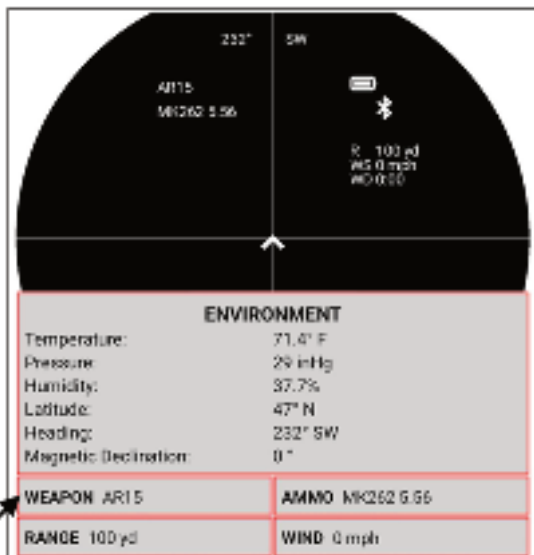 232° SW
AR15
MK262 5.56
R 100 yd
WS 0 mph
WD 0:00
ENVIRONMENT
Temperature: 71.4° F
Pressure: 29 inHg
Humidity: 37.7%
Latitude: 47° N
Heading: 232° SW
Magnetic Declination: 0 °
WEAPON AR15 AMMO MK262 5.56
RANGE 100 yd WIND 0 mph